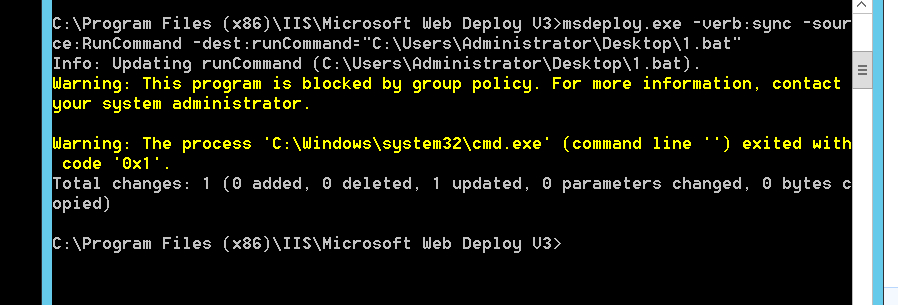 C:\Program Files (x86)\IIS\Microsoft Web Deploy V3>msdeploy.exe -verb:sync -sour
ce:RunCommand -dest:runCommand="C:\Users\Administrator\Desktop\1.bat"
Info: Updating runCommand (C:\Users\Administrator\Desktop\1.bat).
Warning: This program is blocked by group policy. For more information, contact
your system administrator.
Warning: The process 'C:\Windows\system32\cmd.exe' (command line '') exited with
 code '0x1'.
Total changes: 1 (0 added, 0 deleted, 1 updated, 0 parameters changed, 0 bytes c
opied)
C:\Program Files (x86)\IIS\Microsoft Web Deploy V3>